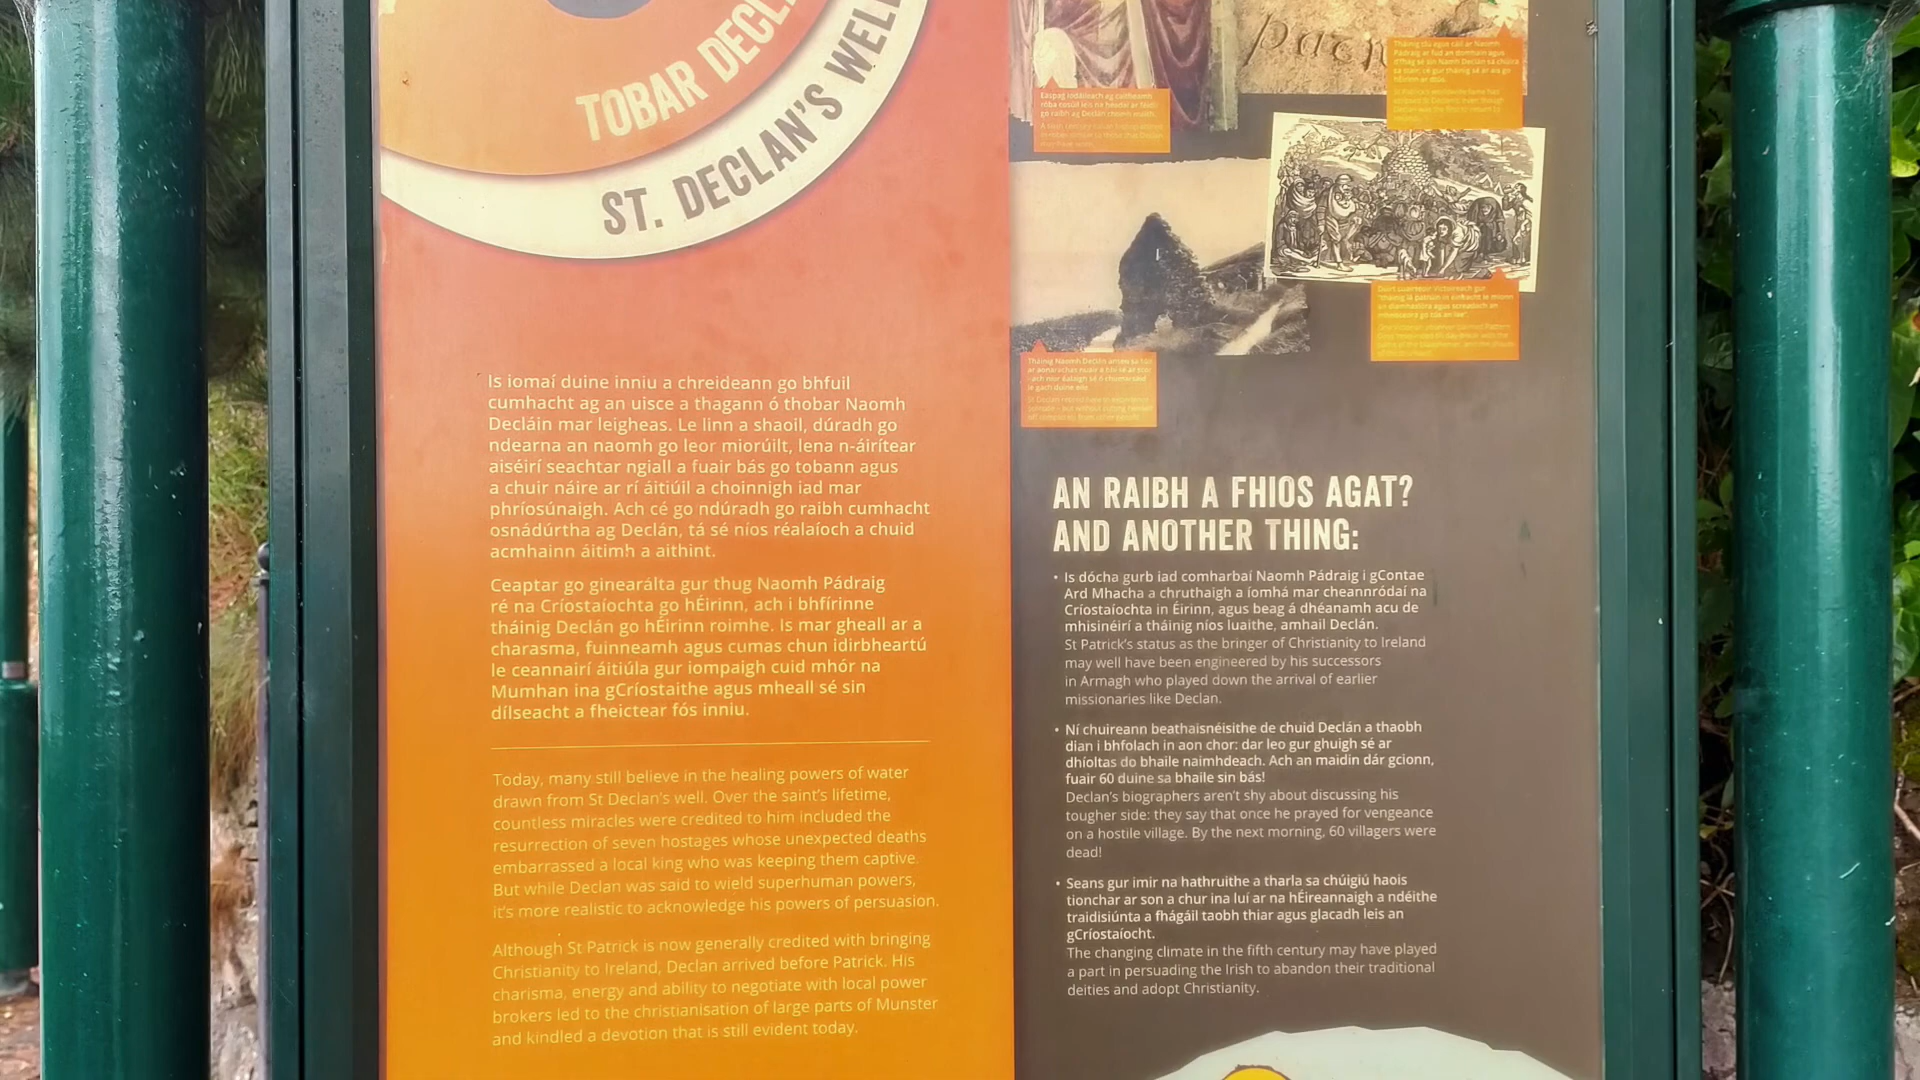 TOBAR DECL
ST. DECLAN'S WELL
Is iomaí duine inniu a chreideann go bhfuil
cumhacht ag an uisce a thagann ó thobar Naomh
Decláin mar leigheas. Le linn a shaoil, dúradh go
ndearna an naomh go leor miorúilt, lena n-áirítear
aiséirí seachtar ngiall a fuair bás go tobann agus
a chuir náire ar rí áitiúil a choinnigh iad mar
phríosúnaigh. Ach cé go ndúradh go raibh cumhacht
osnádúrtha ag Declán, tá sé níos réalaíoch a chuid
acmhainn áitimh a aithint.
Ceaptar go ginearálta gur thug Naomh Pádraig
ré na Críostaíochta go hÉirinn, ach i bhfírinne
tháinig Declán go hÉirinn roimhe. Is mar gheall ar a
charasma, fuinneamh agus cumas chun idirbheartú
le ceannairí áitiúla gur iompaigh cuid mhór na
Mumhan ina gCríostaithe agus mheall sé sin
dílseacht a fheictear fós inniu.
Today, many still believe in the healing powers of water
drawn from St Declan's well. Over the saint's lifetime,
countless miracles were credited to him included the
resurrection of seven hostages whose unexpected deaths
embarrassed a local king who was keeping them captive.
But while Declan was said to wield superhuman powers,
it's more realistic to acknowledge his powers of persuasion.
Although St Patrick is now generally credited with bringing
Christianity to Ireland, Declan arrived before Patrick. His
charisma, energy and ability to negotiate with local power
brokers led to the christianisation of large parts of Munster
and kindled a devotion that is still evident today.
AN RAIBH A FHIOS AGAT?
AND ANOTHER THING:
• Is dócha gurb iad comharbaí Naomh Pádraig i gContae
Ard Mhacha a chruthaigh a íomhá mar cheannródaí na
Críostaíochta in Éirinn, agus beag á dhéanamh acu de
mhisinéirí a tháinig níos luaithe, amhail Declán.
St Patrick's status as the bringer of Christianity to Ireland
may well have been engineered by his successors
in Armagh who played down the arrival of earlier
missionaries like Declan.
• Ní chuireann beathaisnéisithe de chuid Declán a thaobh
dian i bhfolach in aon chor: dar leo gur ghuigh sé ar
dhíoltas do bhaile naimhdeach. Ach an maidin dár gcionn,
fuair 60 duine sa bhaile sin bás!
Declan's biographers aren't shy about discussing his
tougher side: they say that once he prayed for vengeance
on a hostile village. By the next morning, 60 villagers were
dead!
• Seans gur imir na hathruithe a tharla sa chúigiú haois
tionchar ar son a chur ina luí ar na hÉireannaigh a ndéithe
traidisiúnta a fhágáil taobh thiar agus glacadh leis an
gCríostaíocht.
The changing climate in the fifth century may have played
a part in persuading the Irish to abandon their traditional
deities and adopt Christianity.